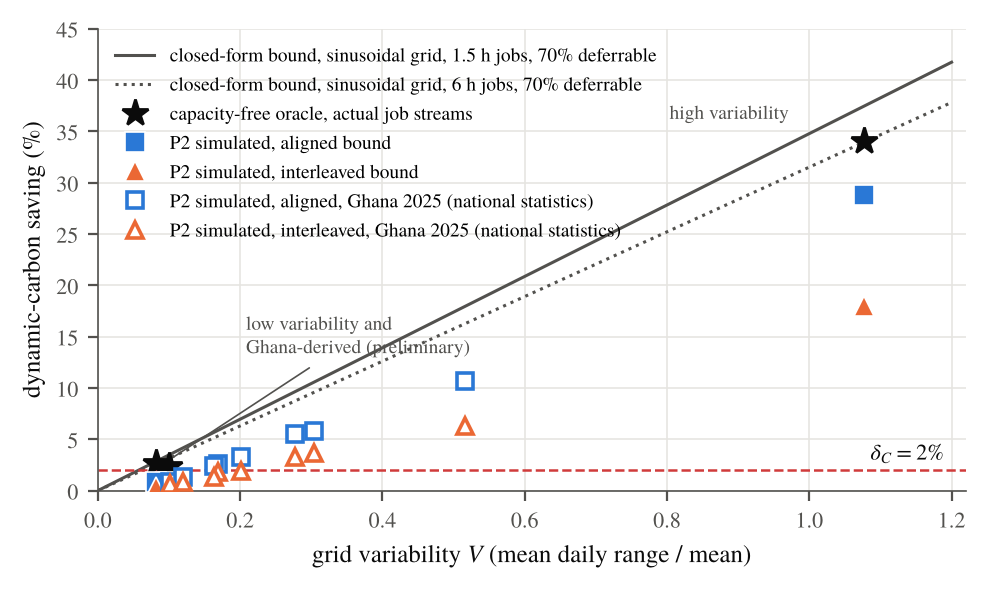 closed-form bound, sinusoidal grid, 1.5 h jobs, 70% deferrable
closed-form bound, sinusoidal grid, 6 h jobs, 70% deferrable
capacity-free oracle, actual job streams
P2 simulated, aligned bound
P2 simulated, interleaved bound
P2 simulated, aligned, Ghana 2025 (national statistics)
P2 simulated, interleaved, Ghana 2025 (national statistics)
high variability
low variability and
Ghana-derived (preliminary)
δC = 2%
dynamic-carbon saving (%)
45
40
35
30
25
20
15
10
5
0
0.0 0.2 0.4 0.6 0.8 1.0 1.2
grid variability V (mean daily range / mean)